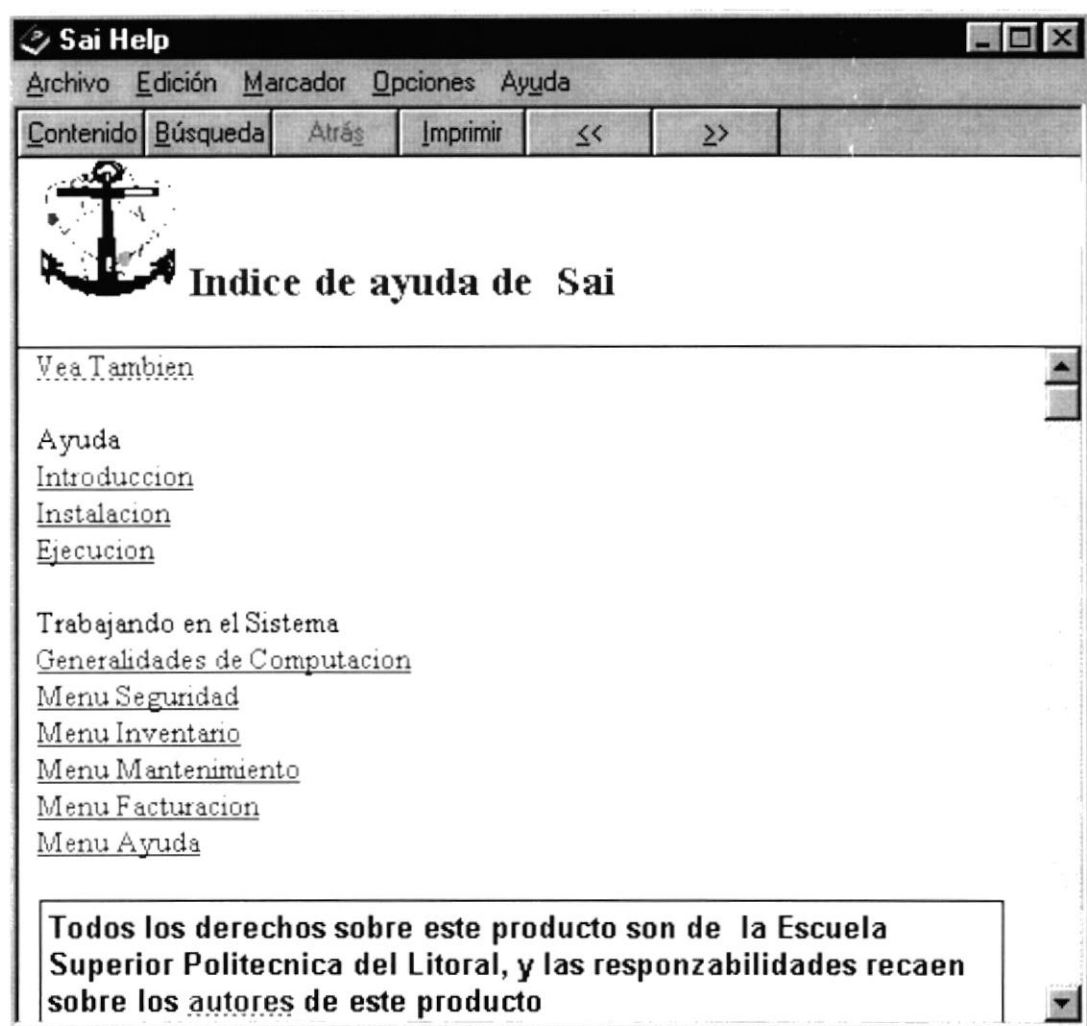 Sai Help
Archivo Edición Marcador Opciones Ayuda
Contenido Búsqueda Atrás Imprimir << >>
Indice de ayuda de Sai
Vea Tambien
Ayuda
Introduccion
Instalacion
Ejecucion
Trabajando en el Sistema
Generalidades de Computacion
Menu Seguridad
Menu Inventario
Menu Mantenimiento
Menu Facturacion
Menu Ayuda
Todos los derechos sobre este producto son de la Escuela
Superior Politecnica del Litoral, y las responzabilidades recaen
sobre los autores de este producto